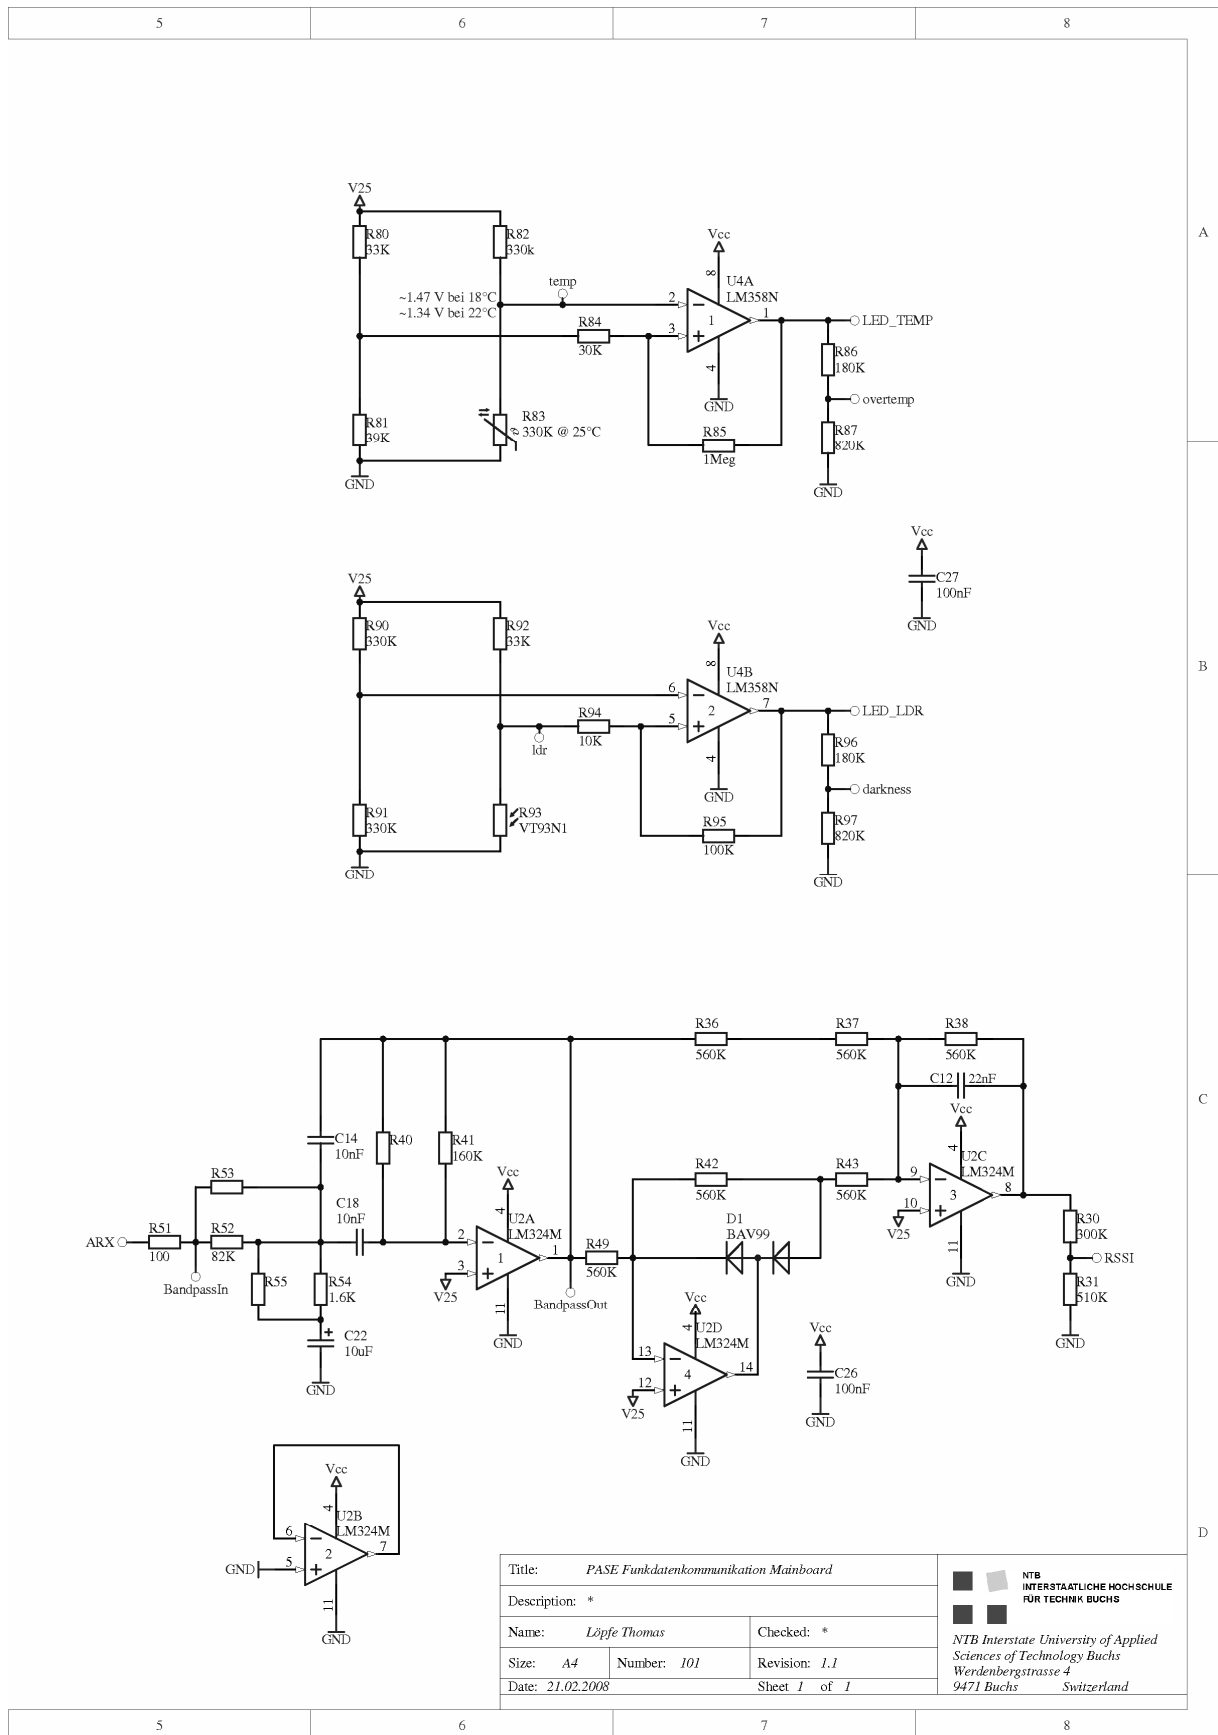 5 6 7 8
A
V25
R80
33K
R82
330k
~1.47 V bei 18°C
~1.34 V bei 22°C
temp
Vcc
8
U4A
LM358N
2
3
1
1
4
GND
R84
30K
LED_TEMP
R86
180K
overtemp
R87
820K
GND
R81
39K
R83
ϑ 330K @ 25°C
R85
1Meg
GND
B
Vcc
C27
100nF
GND
V25
R90
330K
R92
33K
Vcc
8
U4B
LM358N
6
5
2
7
4
GND
R94
10K
ldr
LED_LDR
R96
180K
darkness
R97
820K
GND
R91
330K
R93
VT93N1
R95
100K
GND
C
R36
560K
R37
560K
R38
560K
C12 22nF
C14
10nF
R40
R41
160K
Vcc
4
U2A
LM324M
2
3
1
1
V25
11
GND
R53
C18
10nF
ARX
R51
100
R52
82K
BandpassIn
R55
R54
1.6K
+
C22
10uF
GND
R49
560K
BandpassOut
R42
560K
R43
560K
D1
BAV99
Vcc
4
U2D
LM324M
13
12
4
14
V25
11
GND
Vcc
4
U2C
LM324M
9
10
3
8
V25
11
GND
R30
300K
RSSI
R31
510K
GND
Vcc
C26
100nF
GND
D
Vcc
4
U2B
LM324M
6
5
2
7
GND
11
GND
Title: PASE Funkdatenkommunikation Mainboard
Description: *
Name: Löpfe Thomas Checked: *
Size: A4 Number: 101 Revision: 1.1
Date: 21.02.2008 Sheet 1 of 1
NTB
INTERSTAATLICHE HOCHSCHULE
FÜR TECHNIK BUCHS
NTB Interstate University of Applied
Sciences of Technology Buchs
Werdenbergstrasse 4
9471 Buchs Switzerland
5 6 7 8